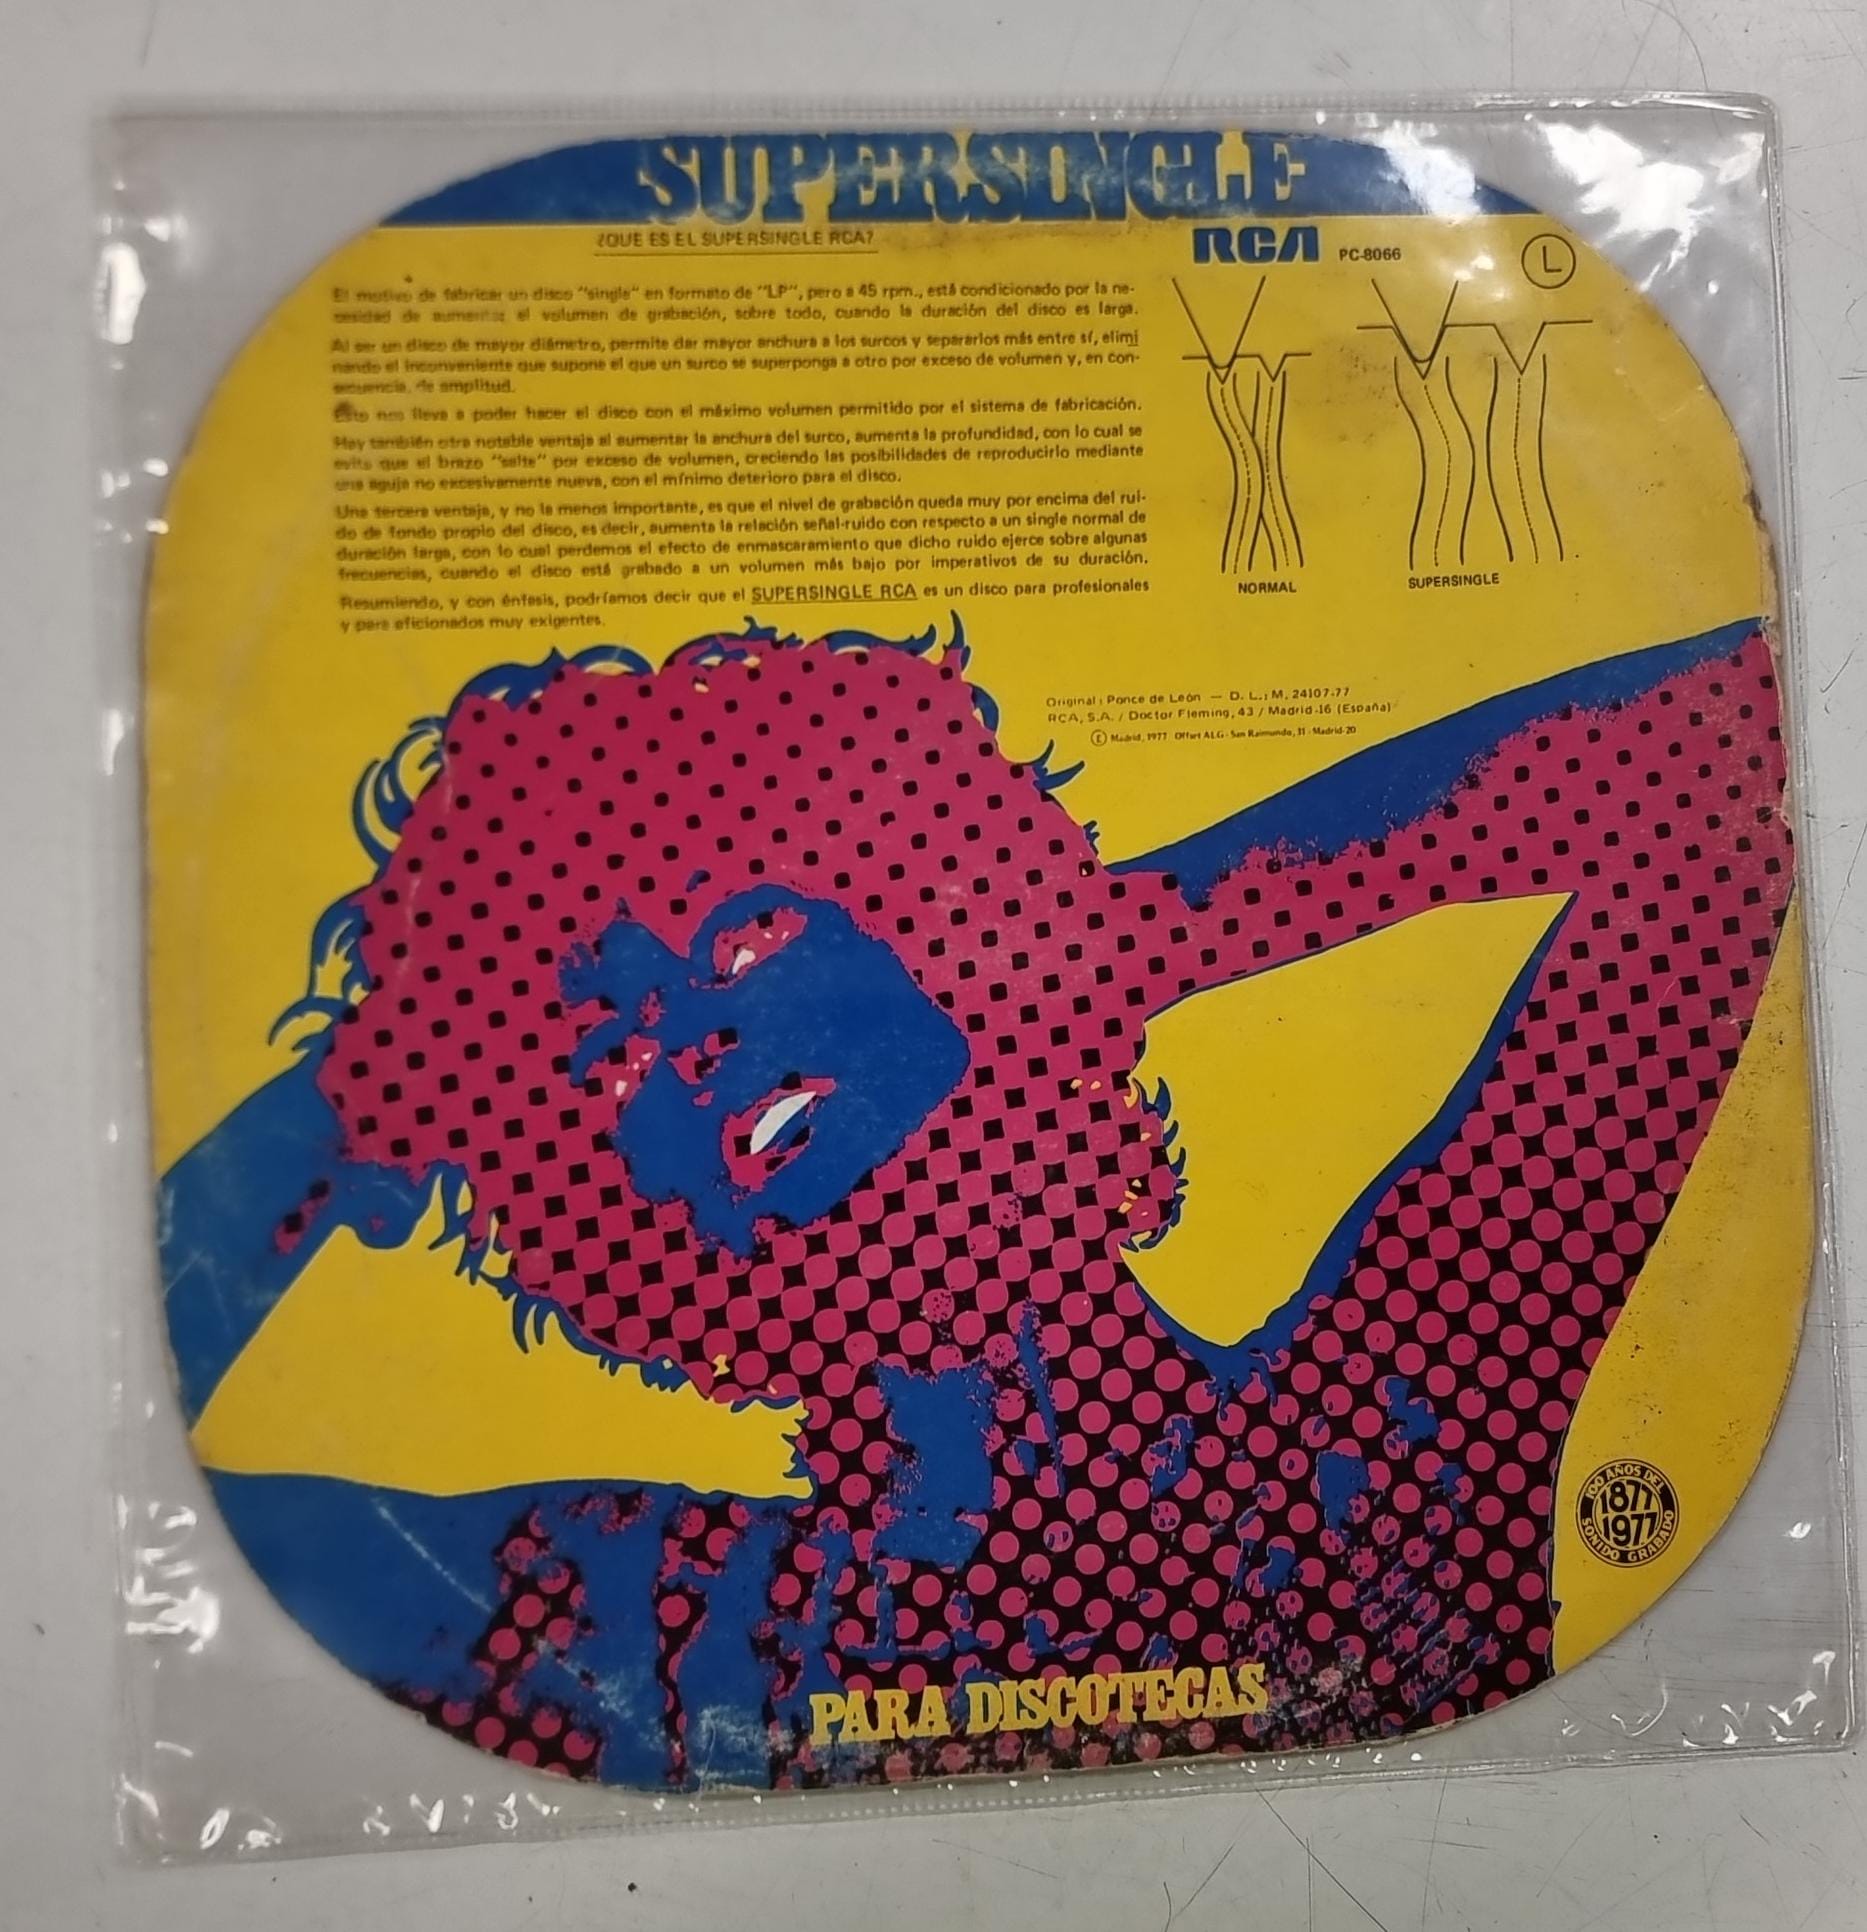 SUPERSINGLE
¿QUE ES EL SUPERSINGLE RCA?
RCA PC-8066 L
El motivo de fabricar un disco "single" en formato de "LP", pero a 45 rpm., está condicionado por la ne-
cesidad de aumentar el volumen de grabación, sobre todo, cuando la duración del disco es larga.
Al ser un disco de mayor diámetro, permite dar mayor anchura a los surcos y separarlos más entre sí, elimi
nando el inconveniente que supone el que un surco se superponga a otro por exceso de volumen y, en con-
secuencia, de amplitud.
Esto nos lleva a poder hacer el disco con el máximo volumen permitido por el sistema de fabricación.
Hay también otra notable ventaja al aumentar la anchura del surco, aumenta la profundidad, con lo cual se
evita que el brazo "salte" por exceso de volumen, creciendo las posibilidades de reproducirlo mediante
una aguja no excesivamente nueva, con el mínimo deterioro para el disco.
Una tercera ventaja, y no la menos importante, es que el nivel de grabación queda muy por encima del rui-
do de fondo propio del disco, es decir, aumenta la relación señal-ruido con respecto a un single normal de
duración larga, con lo cual perdemos el efecto de enmascaramiento que dicho ruido ejerce sobre algunas
frecuencias, cuando el disco está grabado a un volumen más bajo por imperativos de su duración.
Resumiendo, y con énfasis, podríamos decir que el SUPERSINGLE RCA es un disco para profesionales
y para aficionados muy exigentes.
NORMAL
SUPERSINGLE
Original: Ponce de León — D. L.: M. 24107-77
RCA, S.A. / Doctor Fleming, 43 / Madrid-16 (España)
Ⓔ Madrid, 1977 Offset ALG - San Raimundo, 11 - Madrid-20
100 AÑOS DEL
1877
1977
SONIDO GRABADO
PARA DISCOTECAS